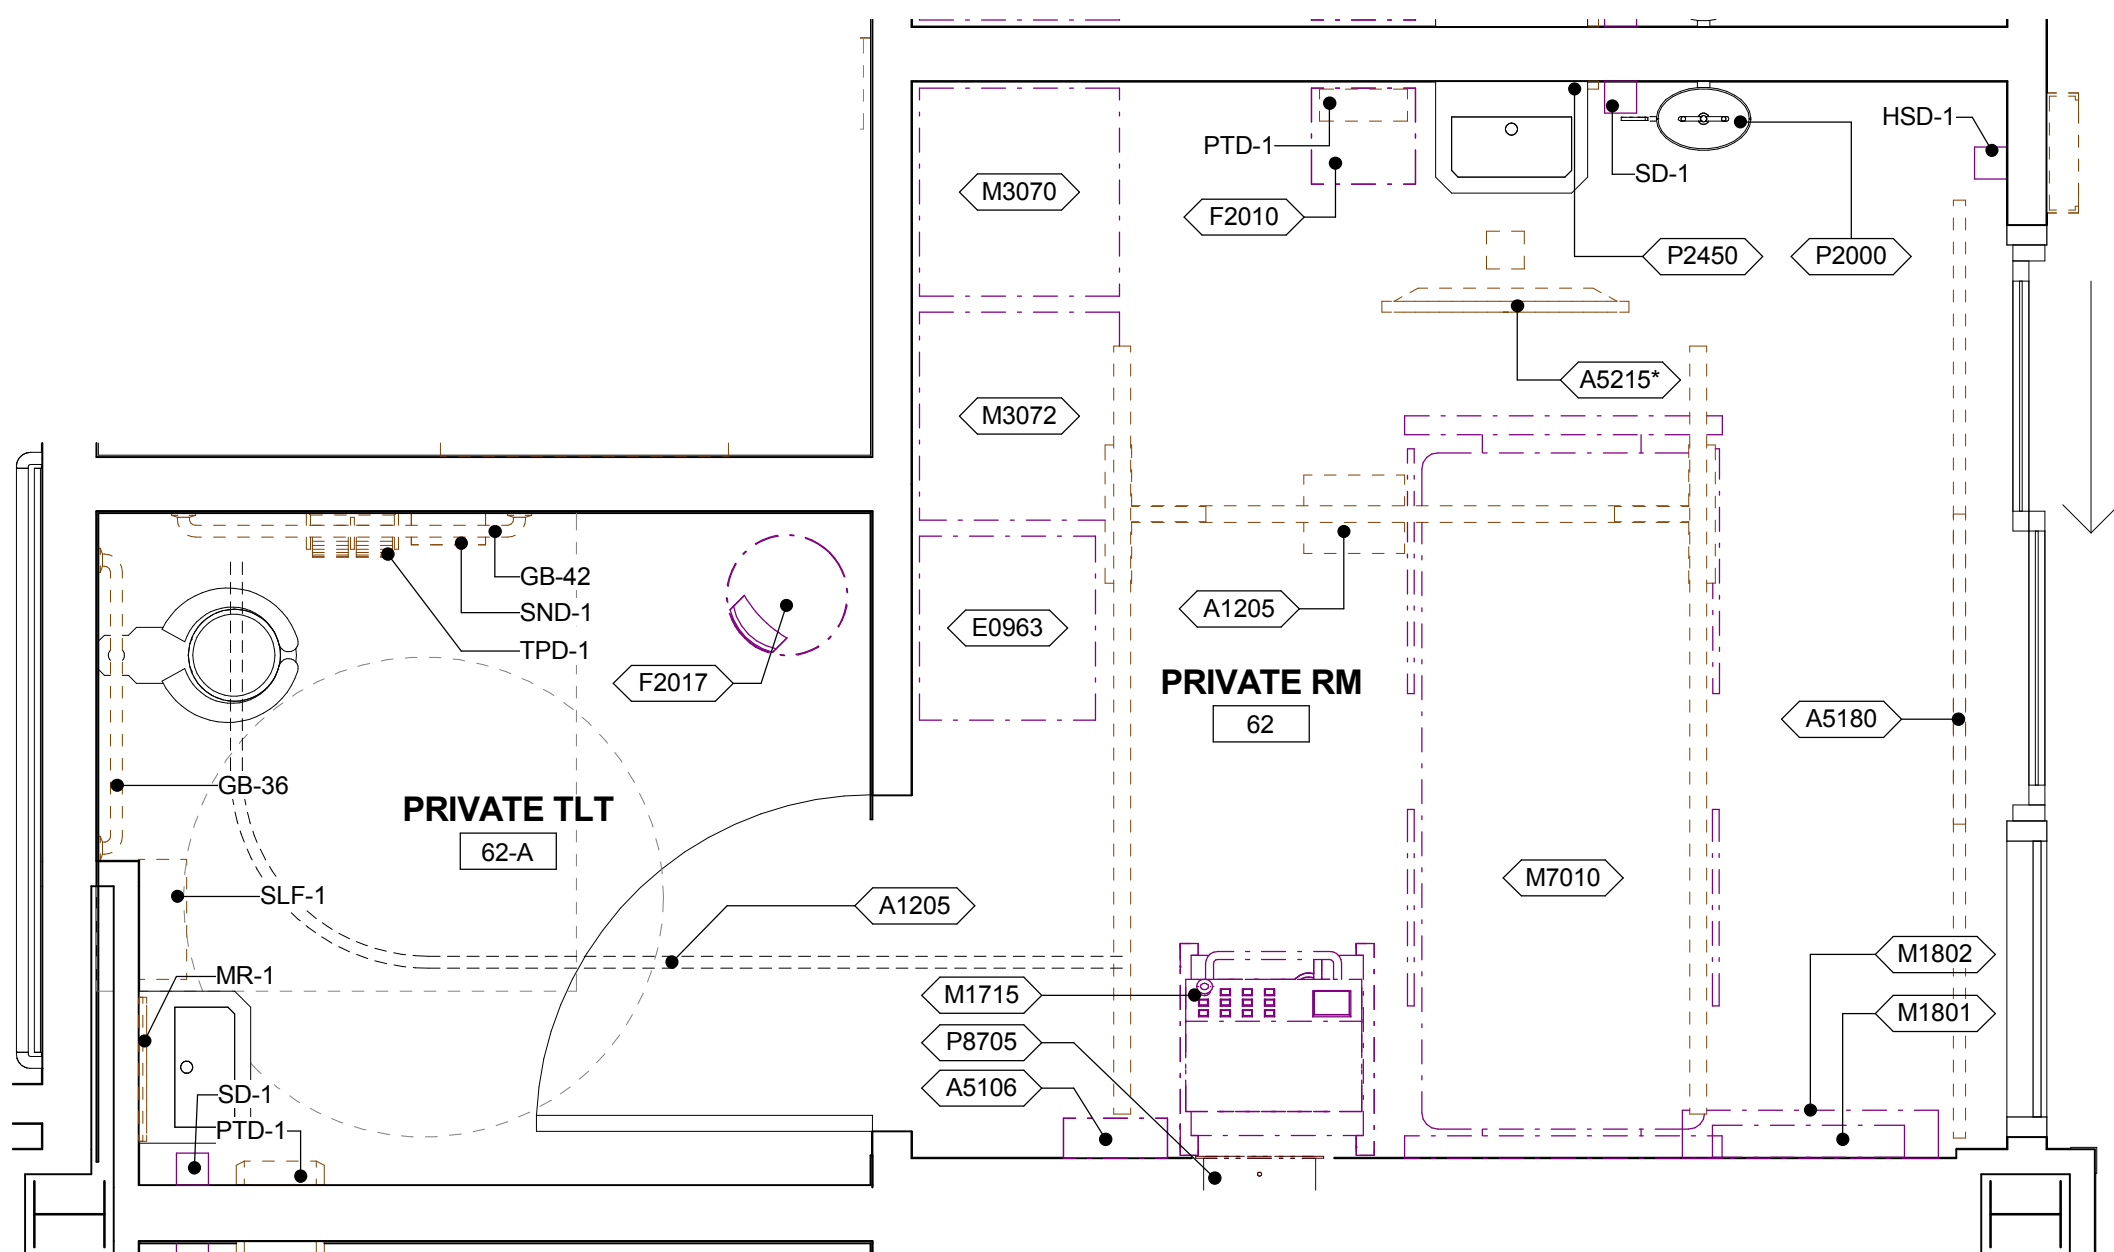 HSD-1
PTD-1
SD-1
M3070
F2010
P2450
P2000
A5215*
M3072
GB-42
SND-1
TPD-1
A1205
E0963
F2017
PRIVATE RM
62
A5180
GB-36
PRIVATE TLT
62-A
M7010
SLF-1
A1205
M1802
MR-1
M1715
M1801
P8705
A5106
SD-1
PTD-1